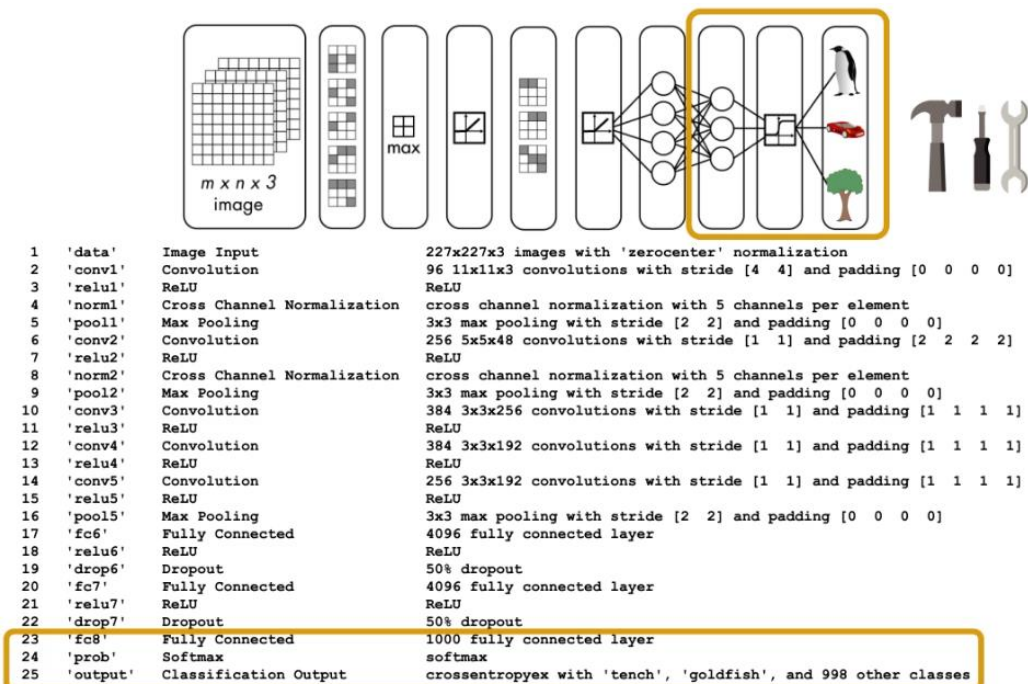 max
m x n x 3
image
1 'data' Image Input 227x227x3 images with 'zerocenter' normalization
2 'conv1' Convolution 96 11x11x3 convolutions with stride [4 4] and padding [0 0 0 0]
3 'relu1' ReLU ReLU
4 'norm1' Cross Channel Normalization cross channel normalization with 5 channels per element
5 'pool1' Max Pooling 3x3 max pooling with stride [2 2] and padding [0 0 0 0]
6 'conv2' Convolution 256 5x5x48 convolutions with stride [1 1] and padding [2 2 2 2]
7 'relu2' ReLU ReLU
8 'norm2' Cross Channel Normalization cross channel normalization with 5 channels per element
9 'pool2' Max Pooling 3x3 max pooling with stride [2 2] and padding [0 0 0 0]
10 'conv3' Convolution 384 3x3x256 convolutions with stride [1 1] and padding [1 1 1 1]
11 'relu3' ReLU ReLU
12 'conv4' Convolution 384 3x3x192 convolutions with stride [1 1] and padding [1 1 1 1]
13 'relu4' ReLU ReLU
14 'conv5' Convolution 256 3x3x192 convolutions with stride [1 1] and padding [1 1 1 1]
15 'relu5' ReLU ReLU
16 'pool5' Max Pooling 3x3 max pooling with stride [2 2] and padding [0 0 0 0]
17 'fc6' Fully Connected 4096 fully connected layer
18 'relu6' ReLU ReLU
19 'drop6' Dropout 50% dropout
20 'fc7' Fully Connected 4096 fully connected layer
21 'relu7' ReLU ReLU
22 'drop7' Dropout 50% dropout
23 'fc8' Fully Connected 1000 fully connected layer
24 'prob' Softmax softmax
25 'output' Classification Output crossentropyex with 'tench', 'goldfish', and 998 other classes